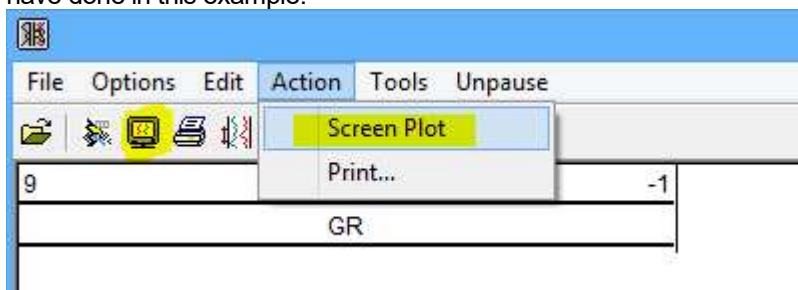 have done in this example.
File Options Edit Action Tools Unpause
Screen Plot
Print...
9 -1
GR